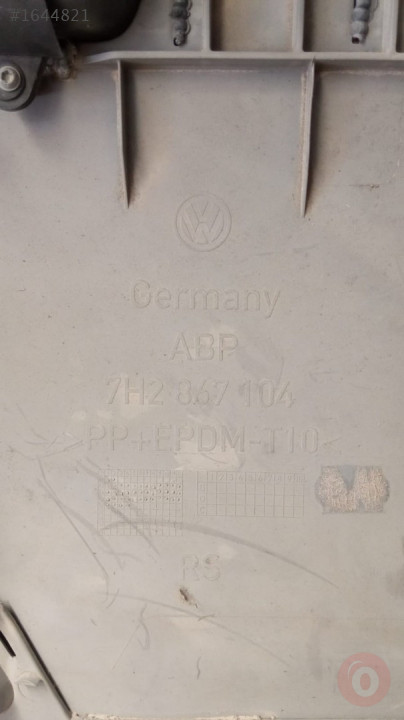 #1644821
Germany
ABP
7H2 867 104
>PP+EPDM-T10<
RS